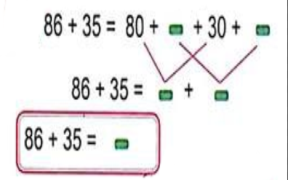 86 + 35 = 80 + + 30 +
86 + 35 = +
86 + 35 =